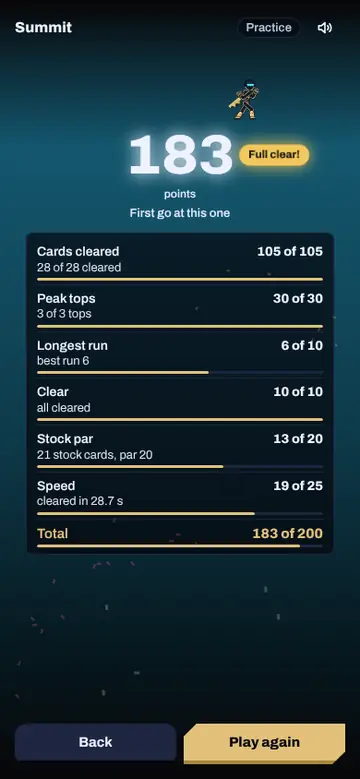 Summit
Practice
183
Full clear!
points
First go at this one
Cards cleared 105 of 105
28 of 28 cleared
Peak tops 30 of 30
3 of 3 tops
Longest run 6 of 10
best run 6
Clear 10 of 10
all cleared
Stock par 13 of 20
21 stock cards, par 20
Speed 19 of 25
cleared in 28.7 s
Total 183 of 200
Back
Play again